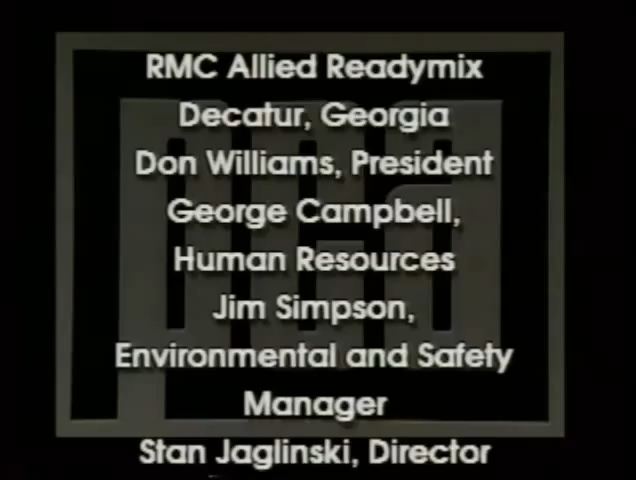 RMC Allied Readymix
Decatur, Georgia
Don Williams, President
George Campbell,
Human Resources
Jim Simpson,
Environmental and Safety
Manager
Stan Jaglinski, Director